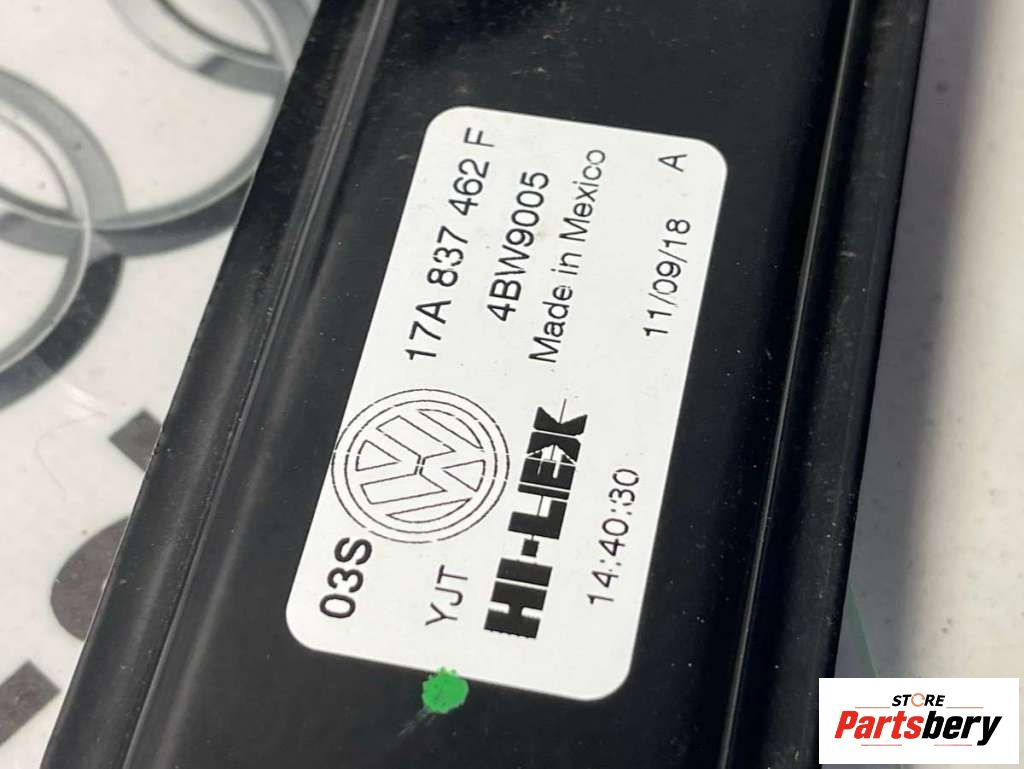 03S 17A 837 462 F
YJT 4BW9005
HI-LEX Made in Mexico
14:40:30 11/09/18 A
STORE
Partsbery